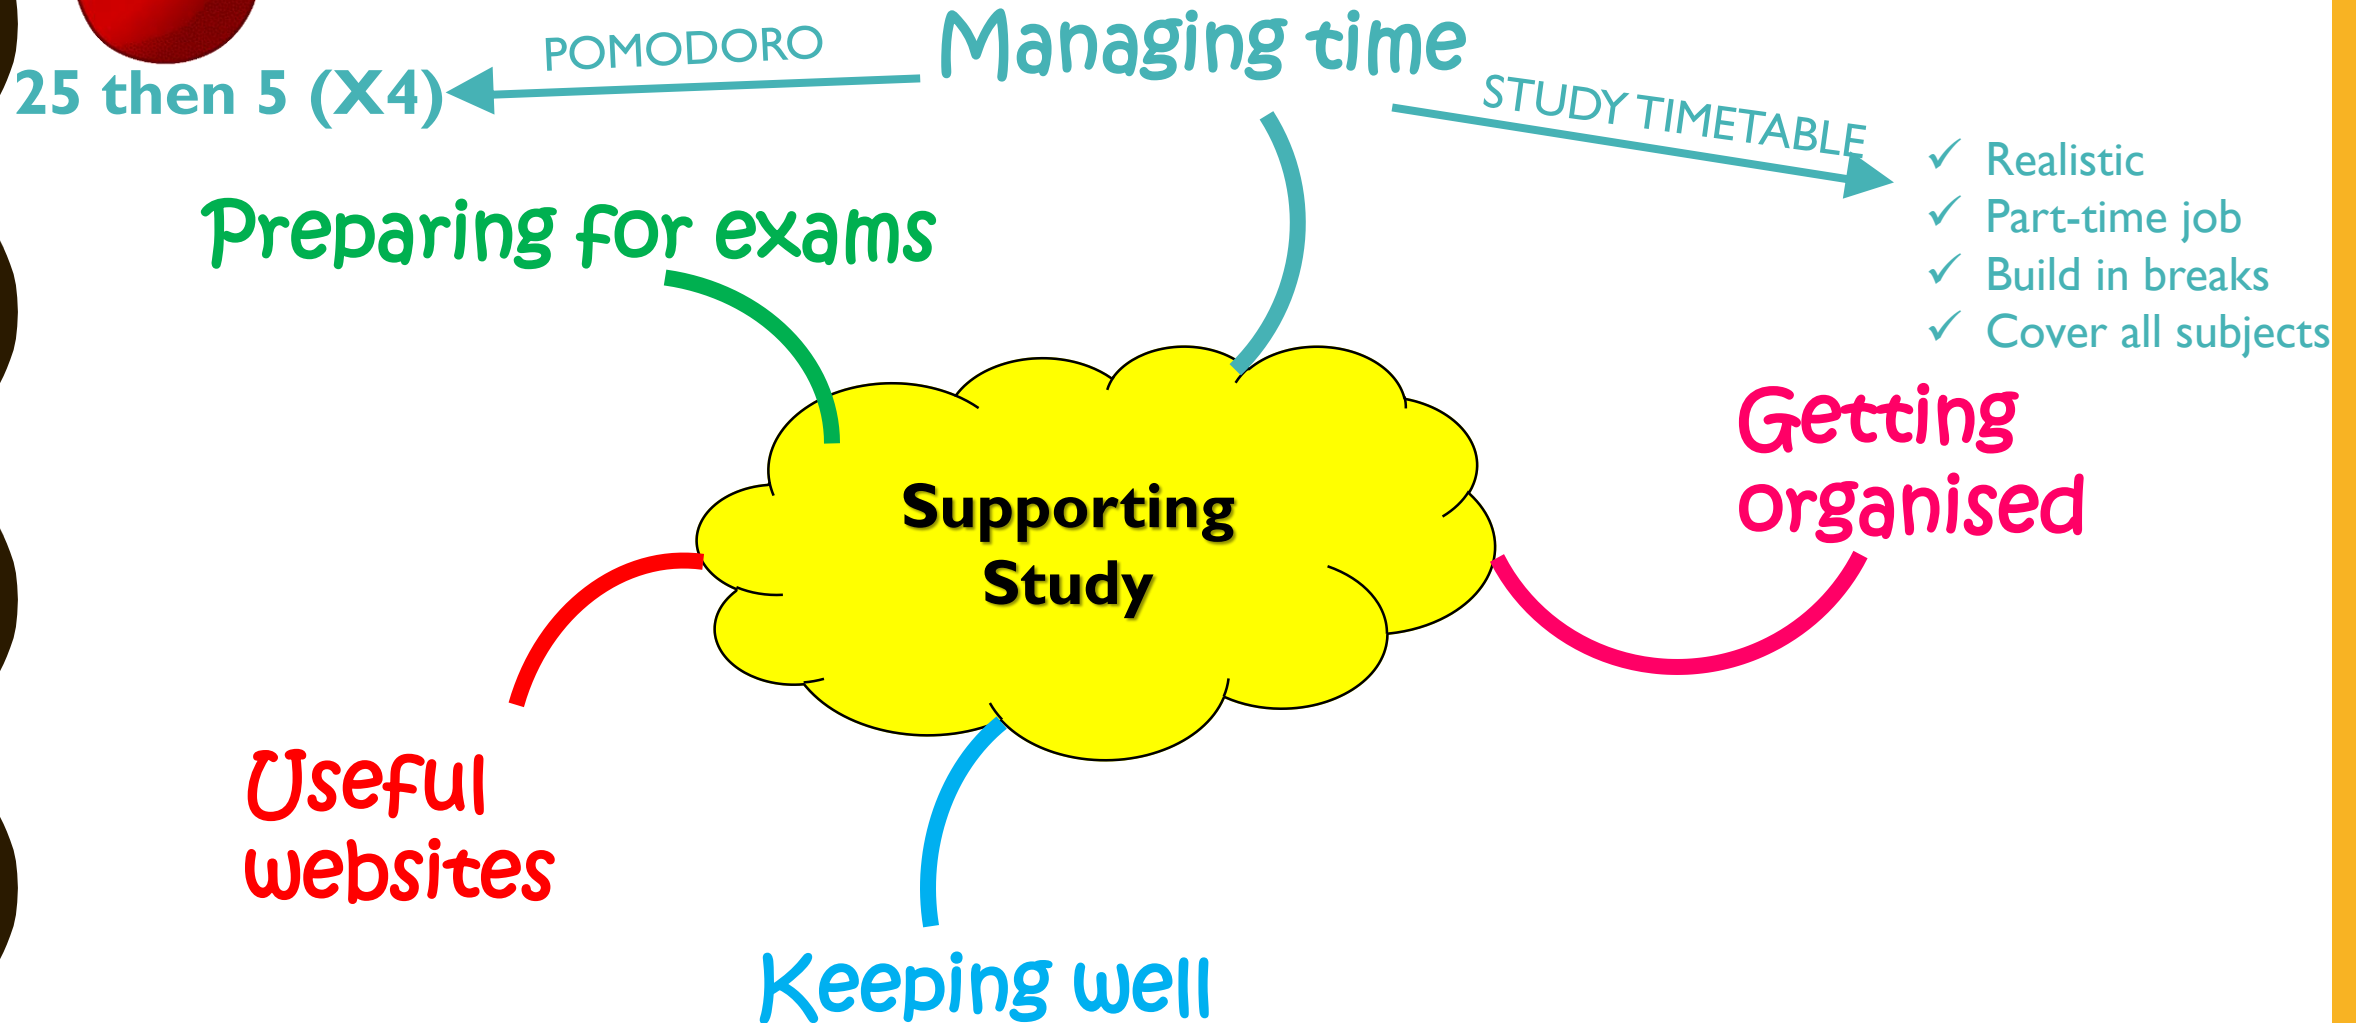 Managing time
POMODORO
25 then 5 (X4)
STUDY TIMETABLE
✓ Realistic
✓ Part-time job
✓ Build in breaks
✓ Cover all subjects
Preparing for exams
Getting
organised
Supporting
Study
Useful
websites
Keeping well